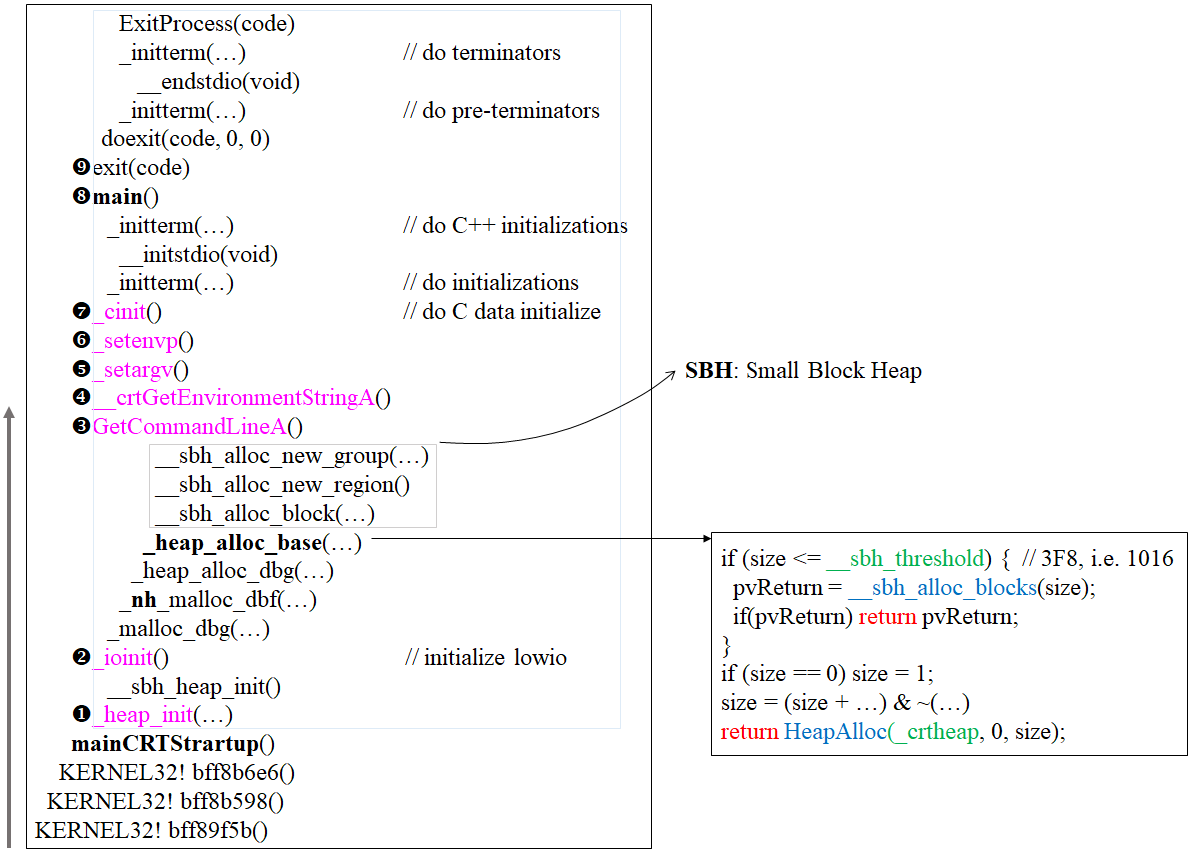 ExitProcess(code)
_initterm(…) // do terminators
__endstdio(void)
_initterm(…) // do pre-terminators
doexit(code, 0, 0)
❾exit(code)
❽main()
_initterm(…) // do C++ initializations
__initstdio(void)
_initterm(…) // do initializations
❼_cinit() // do C data initialize
❻_setenvp()
❺_setargv()
❹__crtGetEnvironmentStringA()
❸GetCommandLineA()
__sbh_alloc_new_group(…)
__sbh_alloc_new_region()
__sbh_alloc_block(…)
_heap_alloc_base(…)
_heap_alloc_dbg(…)
_nh_malloc_dbf(…)
_malloc_dbg(…)
❷_ioinit() // initialize lowio
__sbh_heap_init()
❶_heap_init(…)
mainCRTStrartup()
KERNEL32! bff8b6e6()
KERNEL32! bff8b598()
KERNEL32! bff89f5b()
SBH: Small Block Heap
if (size <= __sbh_threshold) { // 3F8, i.e. 1016
pvReturn = __sbh_alloc_blocks(size);
if(pvReturn) return pvReturn;
}
if (size == 0) size = 1;
size = (size + …) & ~(…)
return HeapAlloc(_crtheap, 0, size);